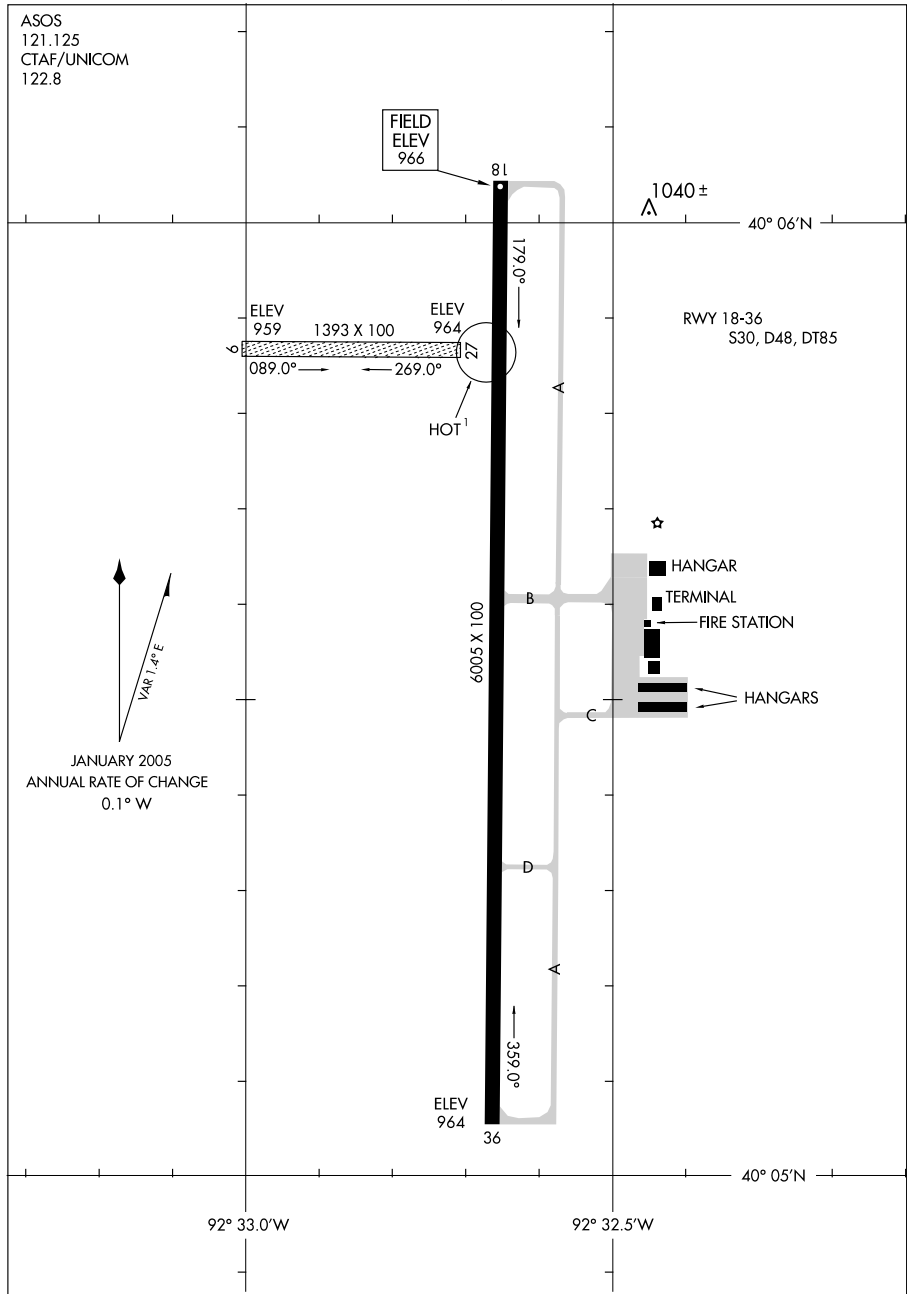 ASOS
121.125
CTAF/UNICOM
122.8
FIELD
ELEV
966
18
1040 ±
40° 06'N
179.0°
ELEV
959
1393 X 100
ELEV
964
9
27
089.0°
269.0°
HOT 1
RWY 18-36
S30, D48, DT85
A
HANGAR
TERMINAL
FIRE STATION
B
6005 X 100
HANGARS
C
VAR 1.4° E
JANUARY 2005
ANNUAL RATE OF CHANGE
0.1° W
D
A
359.0°
ELEV
964
36
40° 05'N
92° 33.0'W
92° 32.5'W